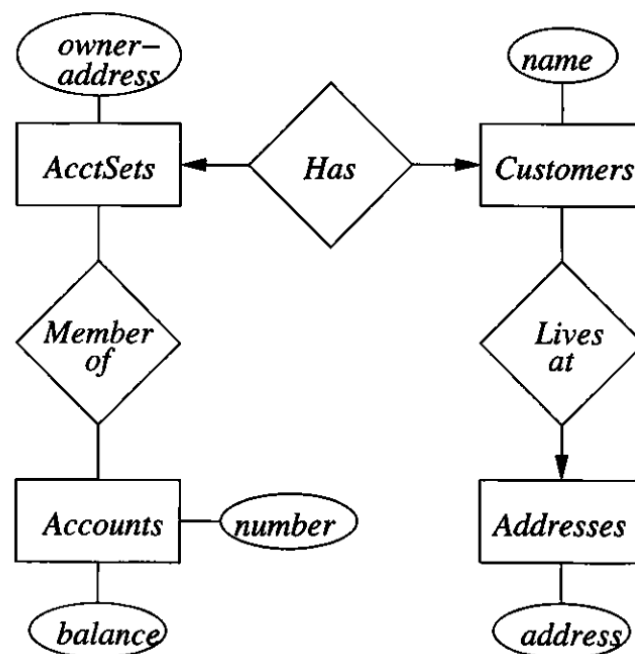 owner-
address
name
AcctSets
Has
Customers
Member
of
Lives
at
Accounts
number
Addresses
balance
address